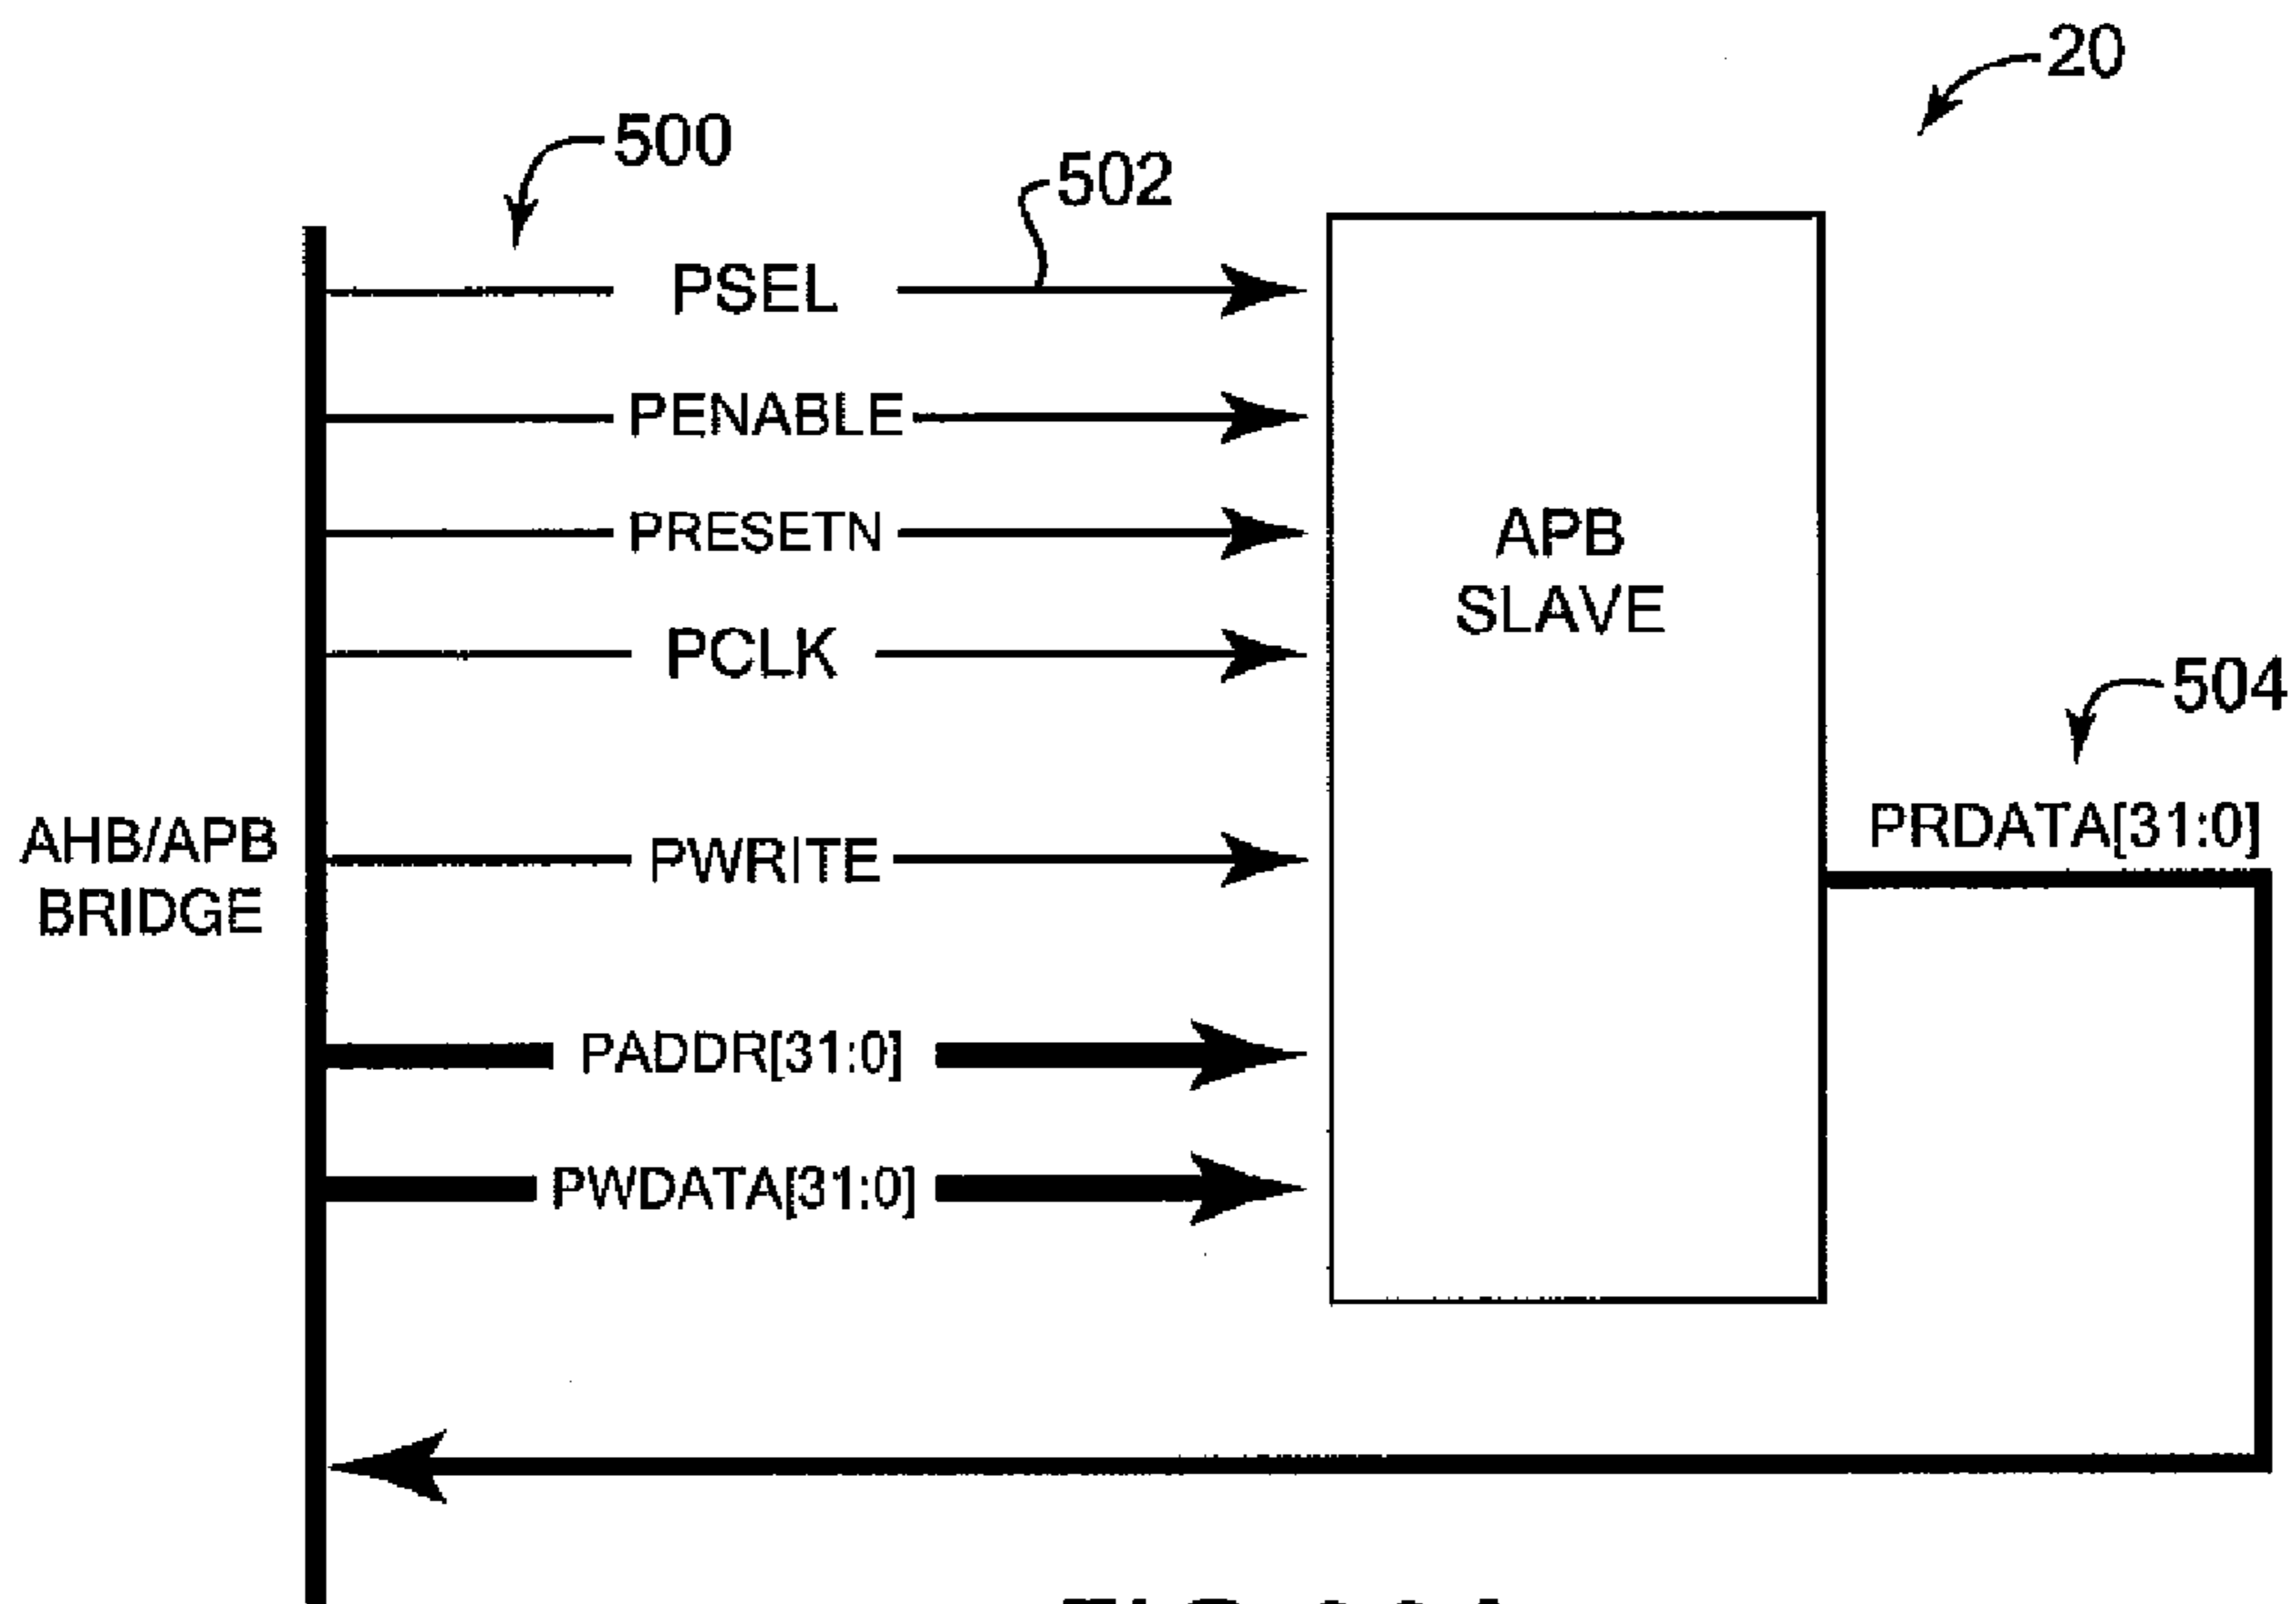 20
500
502
PSEL
PENABLE
PRESETN
APB
SLAVE
PCLK
504
AHB/APB
BRIDGE
PWRITE
PRDATA[31:0]
PADDR[31:0]
PWDATA[31:0]